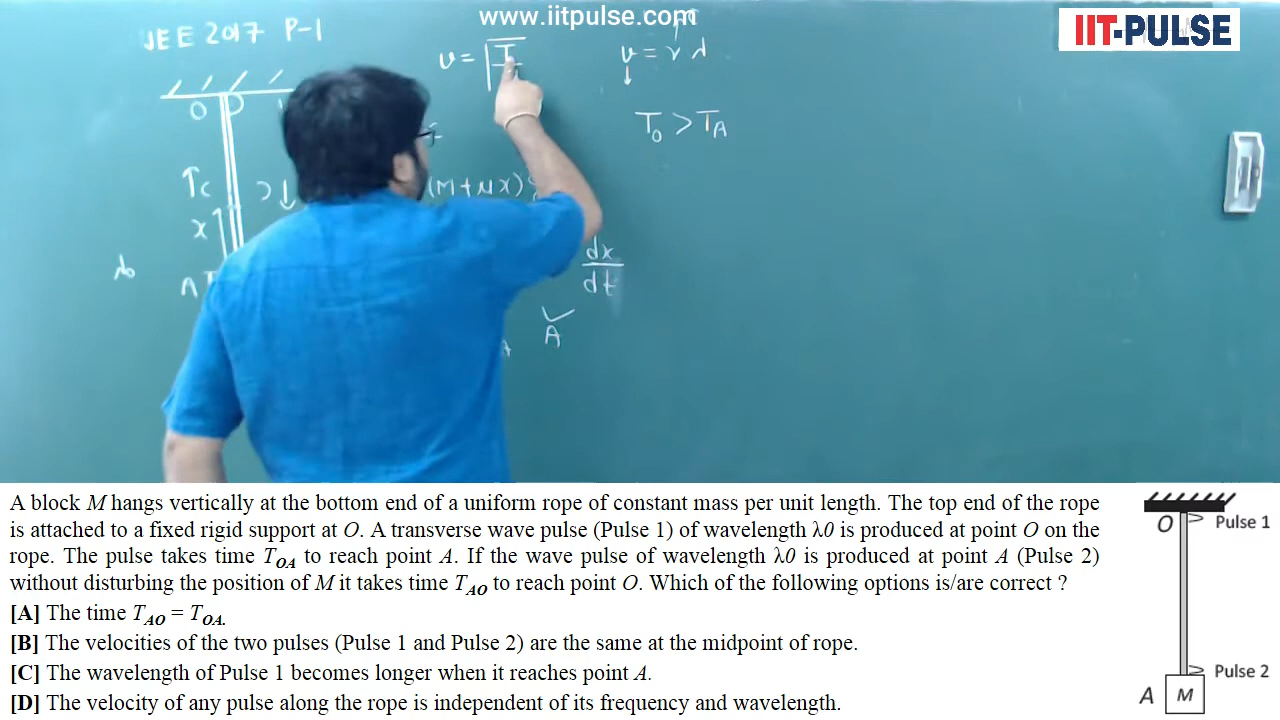 www.iitpulse.com
IIT-PULSE
JEE 2017 P-1
v = √T
v = ν λ
O
T₀ > T_A
(M + μx)g
x
dx
dt
A
A
A block M hangs vertically at the bottom end of a uniform rope of constant mass per unit length. The top end of the rope
is attached to a fixed rigid support at O. A transverse wave pulse (Pulse 1) of wavelength λ0 is produced at point O on the
rope. The pulse takes time T_OA to reach point A. If the wave pulse of wavelength λ0 is produced at point A (Pulse 2)
without disturbing the position of M it takes time T_AO to reach point O. Which of the following options is/are correct ?
[A] The time T_AO = T_OA.
[B] The velocities of the two pulses (Pulse 1 and Pulse 2) are the same at the midpoint of rope.
[C] The wavelength of Pulse 1 becomes longer when it reaches point A.
[D] The velocity of any pulse along the rope is independent of its frequency and wavelength.
O Pulse 1
Pulse 2
A M